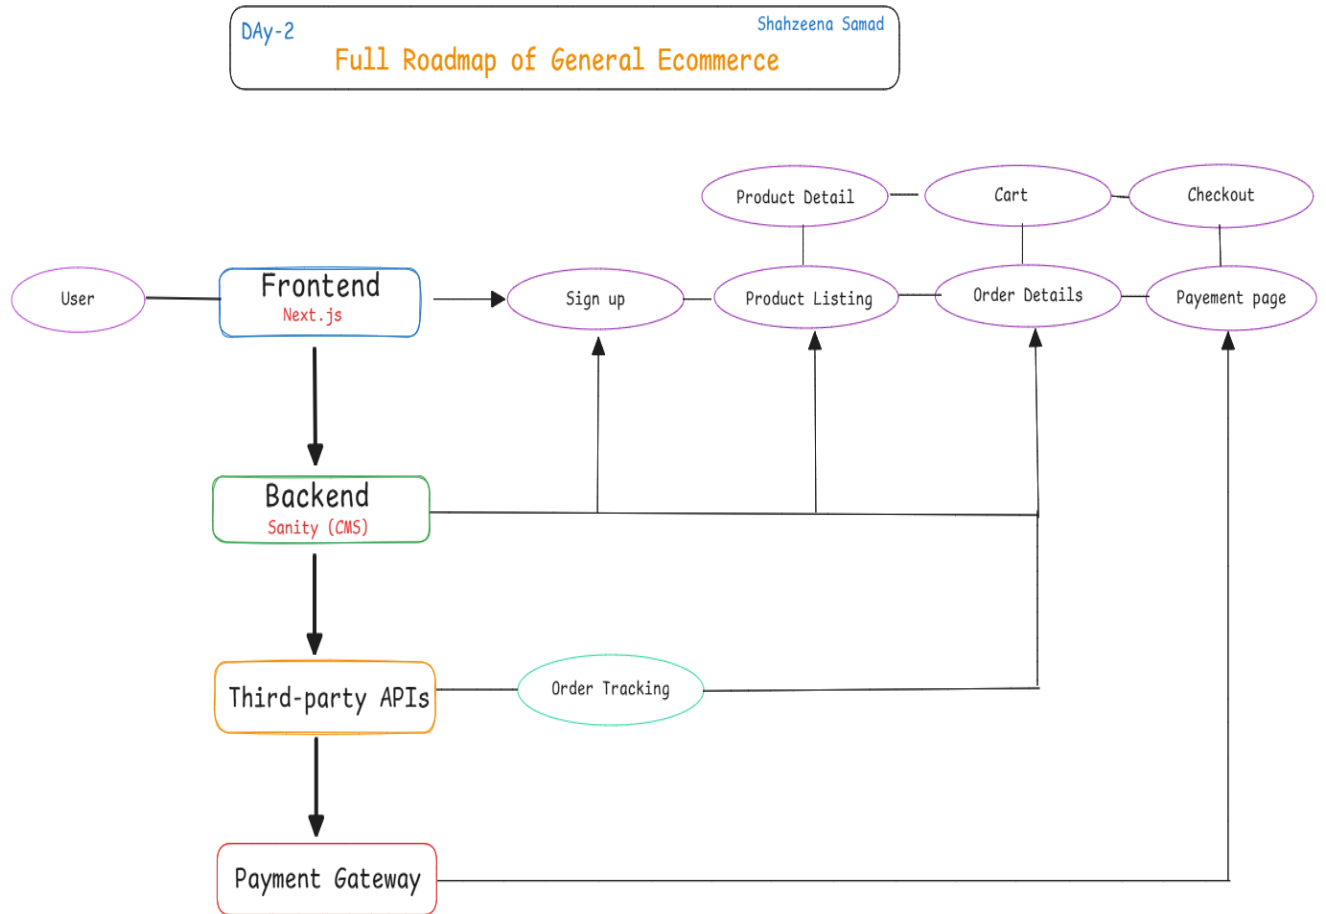 DAy-2
Shahzeena Samad
Full Roadmap of General Ecommerce
Product Detail
Cart
Checkout
User
Frontend
Next.js
Sign up
Product Listing
Order Details
Payement page
Backend
Sanity (CMS)
Third-party APIs
Order Tracking
Payment Gateway